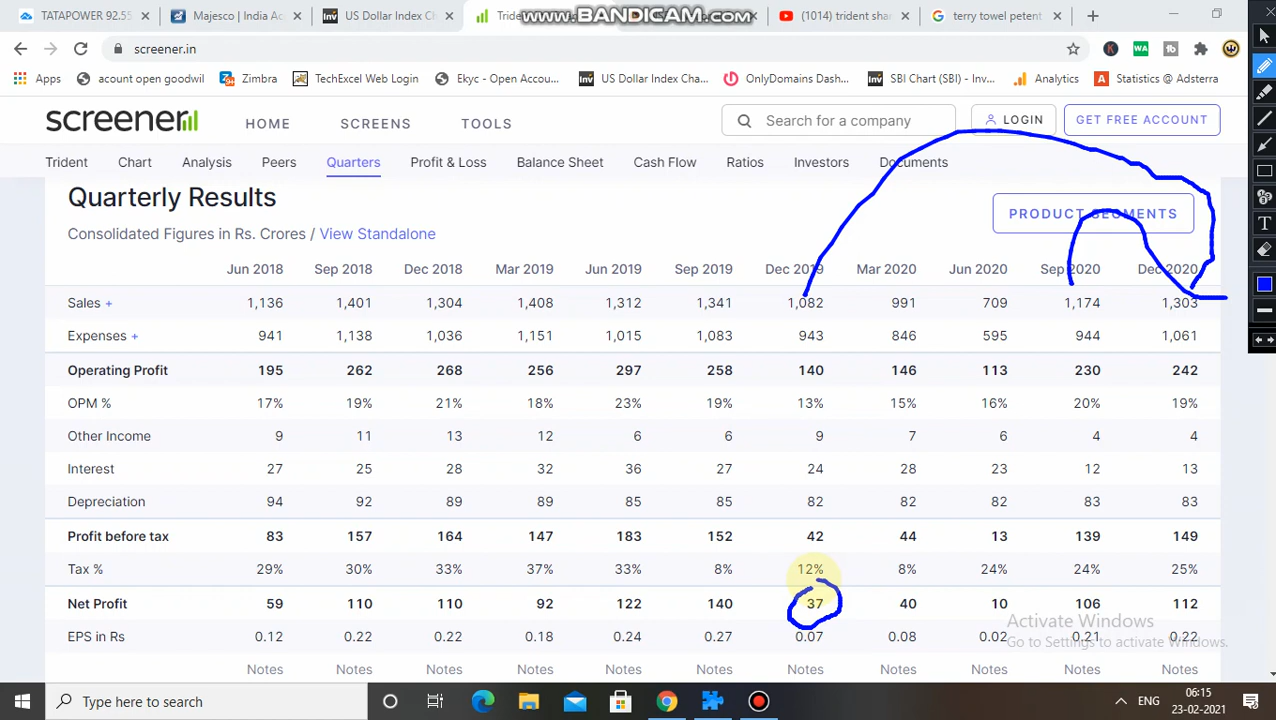 TATAPOWER 92.55
Majesco | India A
US Dollar Index Ch
Tride
www.BANDICAM.com
(1014) trident shar
terry towel petent
screener.in
Apps
acount open goodwil
Zimbra
TechExcel Web Login
Ekyc - Open Accou...
US Dollar Index Cha...
OnlyDomains Dash...
SBI Chart (SBI) - Inv...
Analytics
Statistics @ Adsterra
screener
HOME
SCREENS
TOOLS
Search for a company
LOGIN
GET FREE ACCOUNT
Trident
Chart
Analysis
Peers
Quarters
Profit & Loss
Balance Sheet
Cash Flow
Ratios
Investors
Documents
Quarterly Results
PRODUCT SEGMENTS
Consolidated Figures in Rs. Crores / View Standalone
Jun 2018 Sep 2018 Dec 2018 Mar 2019 Jun 2019 Sep 2019 Dec 2019 Mar 2020 Jun 2020 Sep 2020 Dec 2020
Sales + 1,136 1,401 1,304 1,408 1,312 1,341 1,082 991 709 1,174 1,303
Expenses + 941 1,138 1,036 1,151 1,015 1,083 943 846 595 944 1,061
Operating Profit 195 262 268 256 297 258 140 146 113 230 242
OPM % 17% 19% 21% 18% 23% 19% 13% 15% 16% 20% 19%
Other Income 9 11 13 12 6 6 9 7 6 4 4
Interest 27 25 28 32 36 27 24 28 23 12 13
Depreciation 94 92 89 89 85 85 82 82 82 83 83
Profit before tax 83 157 164 147 183 152 42 44 13 139 149
Tax % 29% 30% 33% 37% 33% 8% 12% 8% 24% 24% 25%
Net Profit 59 110 110 92 122 140 37 40 10 106 112
EPS in Rs 0.12 0.22 0.22 0.18 0.24 0.27 0.07 0.08 0.02 0.21 0.22
Notes Notes Notes Notes Notes Notes Notes Notes Notes Notes Notes
Activate Windows
Go to Settings to activate Windows.
Type here to search
ENG
06:15
23-02-2021